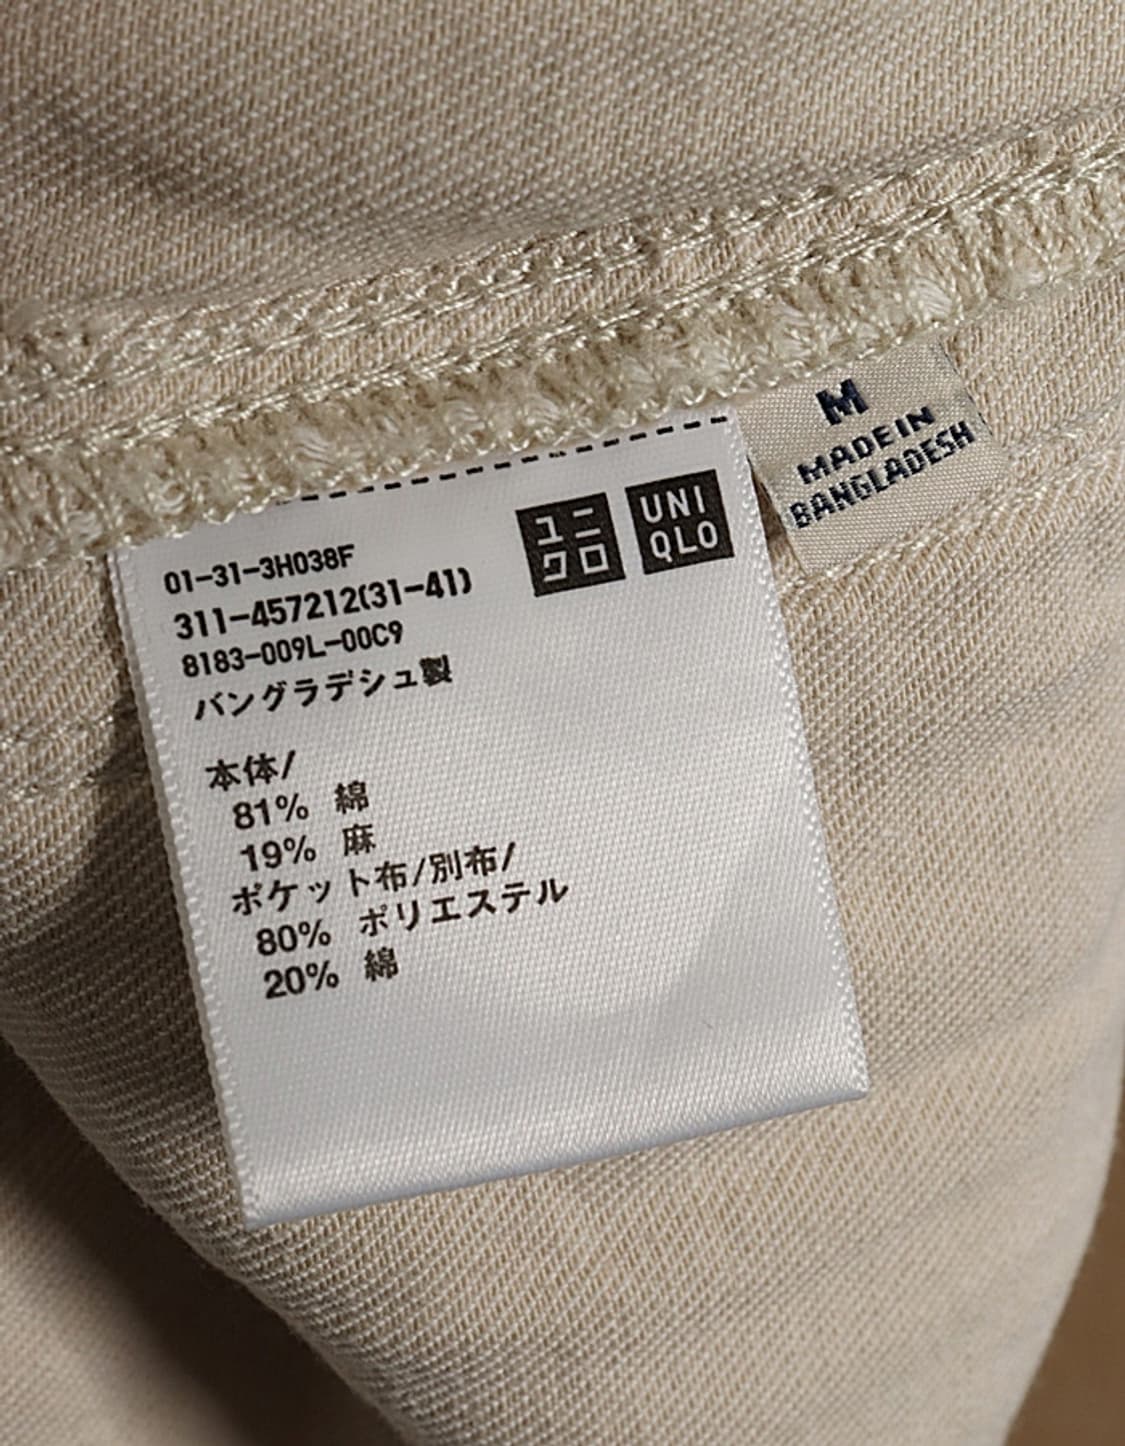 ユニ
クロ
UNI
QLO
M
MADE IN
BANGLADESH
01-31-3H038F
311-457212(31-41)
8183-009L-00C9
バングラデシュ製
本体/
81% 綿
19% 麻
ポケット布/別布/
80% ポリエステル
20% 綿